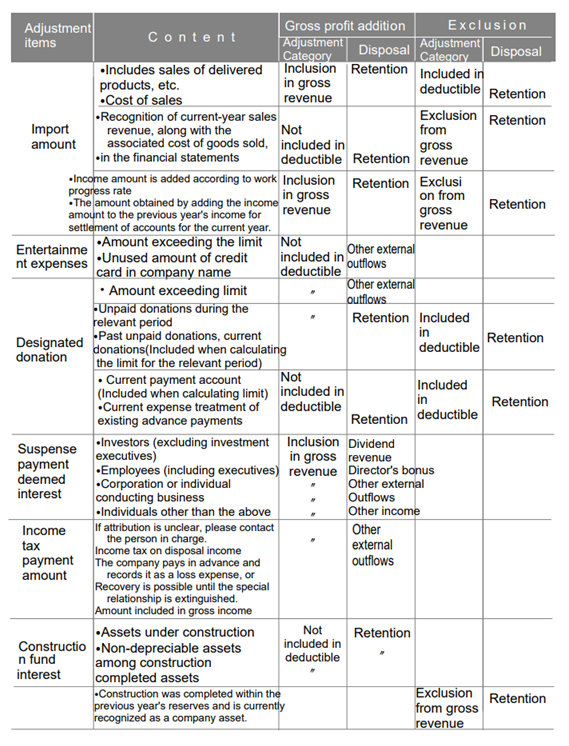 Adjustment
items
C o n t e n t
Gross profit addition
E x c l u s i o n
Adjustment
Category
Disposal
Adjustment
Category
Disposal
Import
amount
•Includes sales of delivered
products, etc.
•Cost of sales
Inclusion
in gross
revenue
Retention
Included in
deductible
Retention
•Recognition of current-year sales
revenue, along with the
associated cost of goods sold,
•in the financial statements
Not
included in
deductible
Retention
Exclusion
from
gross
revenue
Retention
•Income amount is added according to work
progress rate
•The amount obtained by adding the income
amount to the previous year's income for
settlement of accounts for the current year.
Inclusion
in gross
revenue
Retention
Exclusi
on from
gross
revenue
Retention
Entertainme
nt expenses
•Amount exceeding the limit
•Unused amount of credit
card in company name
Not
included in
deductible
Other external
outflows
Designated
donation
• Amount exceeding limit
〃
Other external
outflows
•Unpaid donations during the
relevant period
•Past unpaid donations, current
donations(Included when calculating
the limit for the relevant period)
〃
Retention
Included
in
deductible
Retention
• Current payment account
(Included when calculating limit)
•Current expense treatment of
existing advance payments
Not
included in
deductible
Retention
Included
in
deductible
Retention
Suspense
payment
deemed
interest
•Investors (excluding investment
executives)
•Employees (including executives)
•Corporation or individual
conducting business
•Individuals other than the above
Inclusion
in gross
revenue
〃
〃
〃
Dividend
revenue
Director's bonus
Other external
Outflows
Other income
Income
tax
payment
amount
If attribution is unclear, please contact
the person in charge.
Income tax on disposal income
The company pays in advance and
records it as a loss expense, or
Recovery is possible until the special
relationship is extinguished.
Amount included in gross income
〃
Other
external
outflows
Constructio
n fund
interest
•Assets under construction
•Non-depreciable assets
among construction
completed assets
Not
included in
deductible
〃
Retention
〃
•Construction was completed within the
previous year's reserves and is currently
recognized as a company asset.
Exclusion
from gross
revenue
Retention